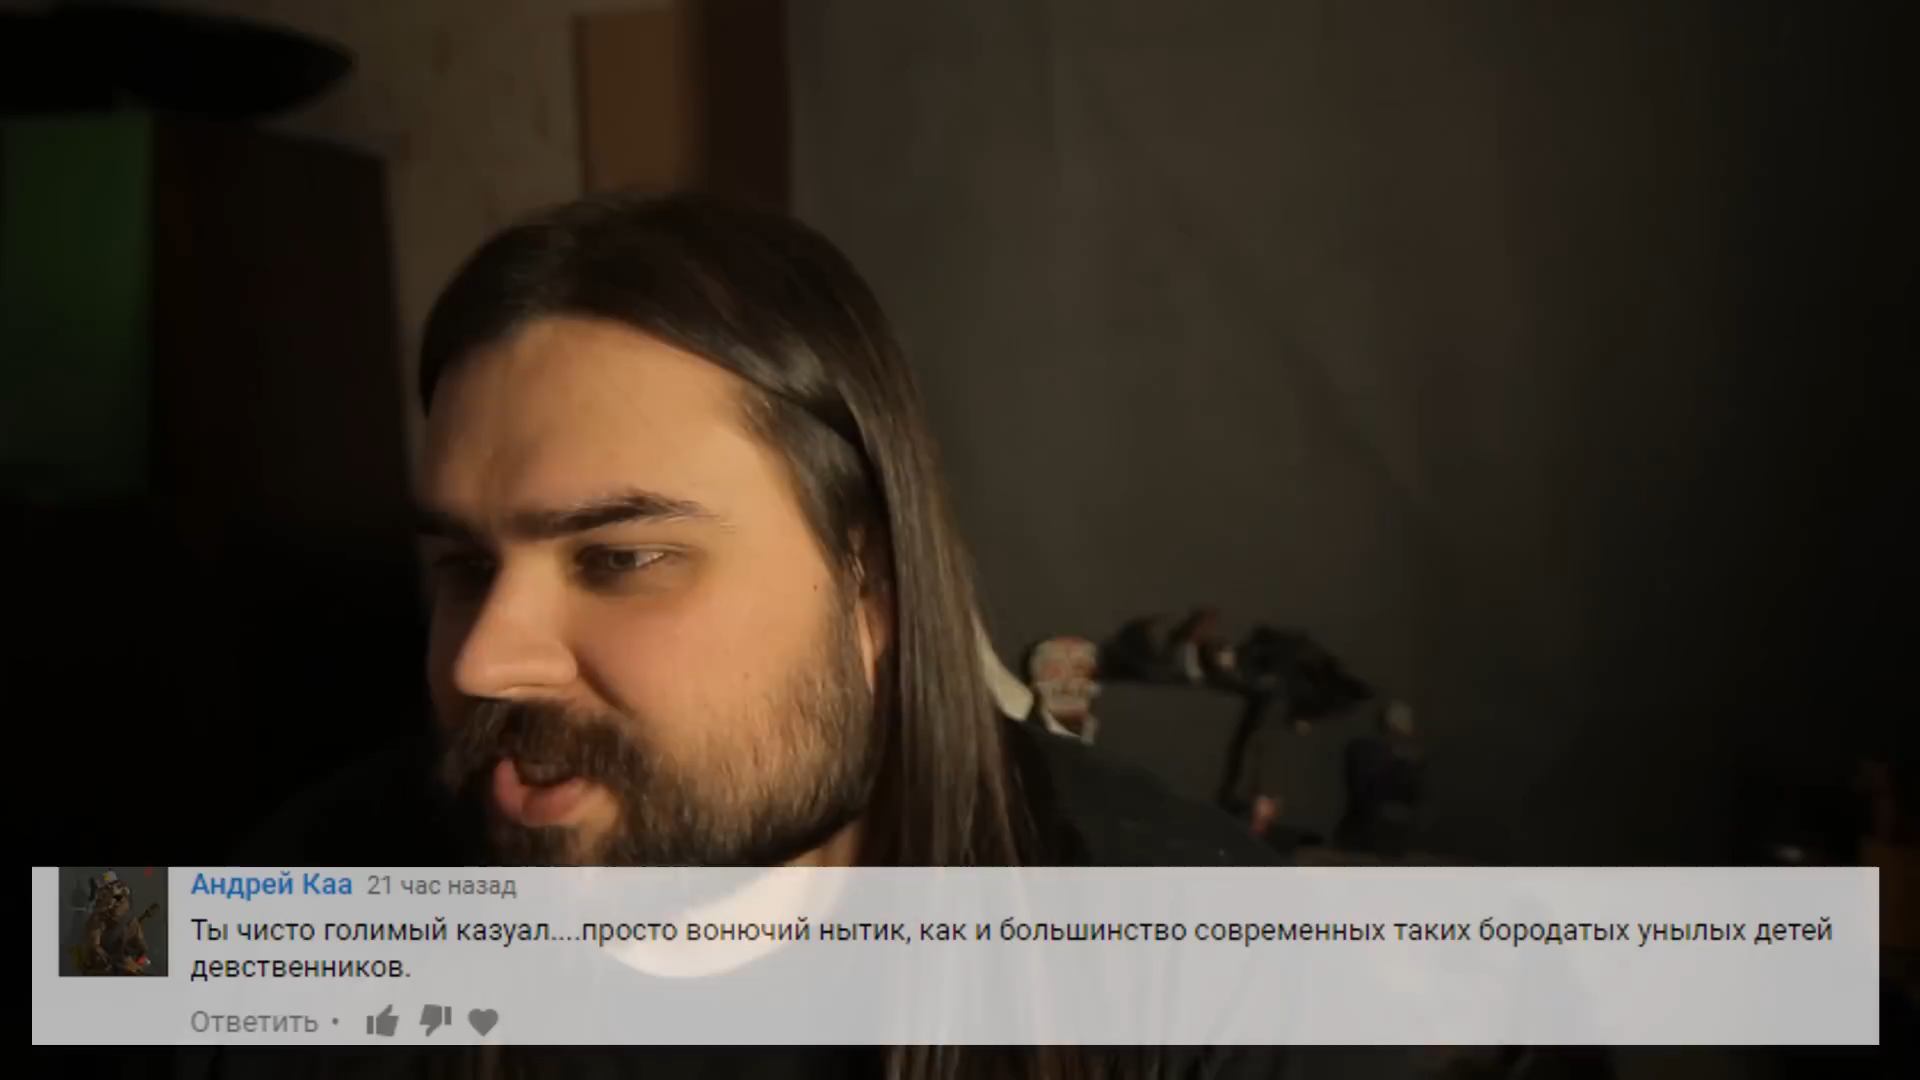 Андрей Каа 21 час назад
Ты чисто голимый казуал....просто вонючий нытик, как и большинство современных таких бородатых унылых детей
девственников.
Ответить •